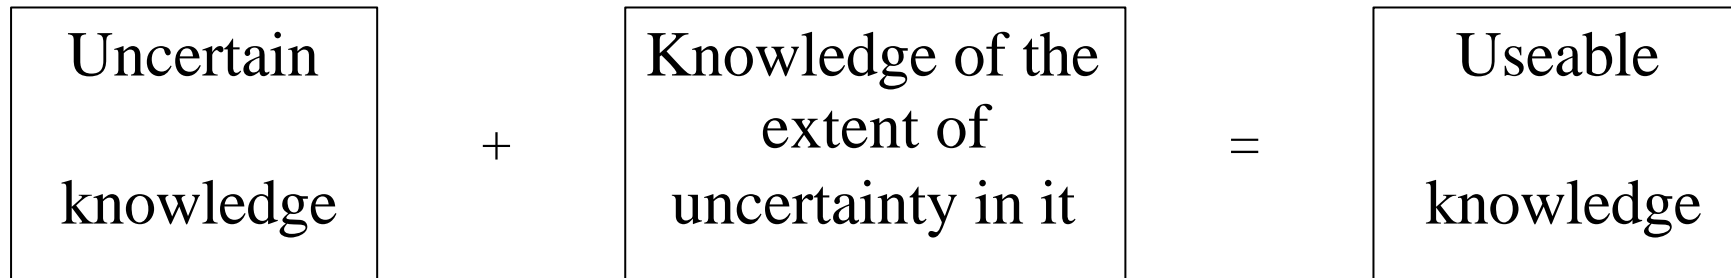 Uncertain
knowledge
+
Knowledge of the
extent of
uncertainty in it
=
Useable
knowledge